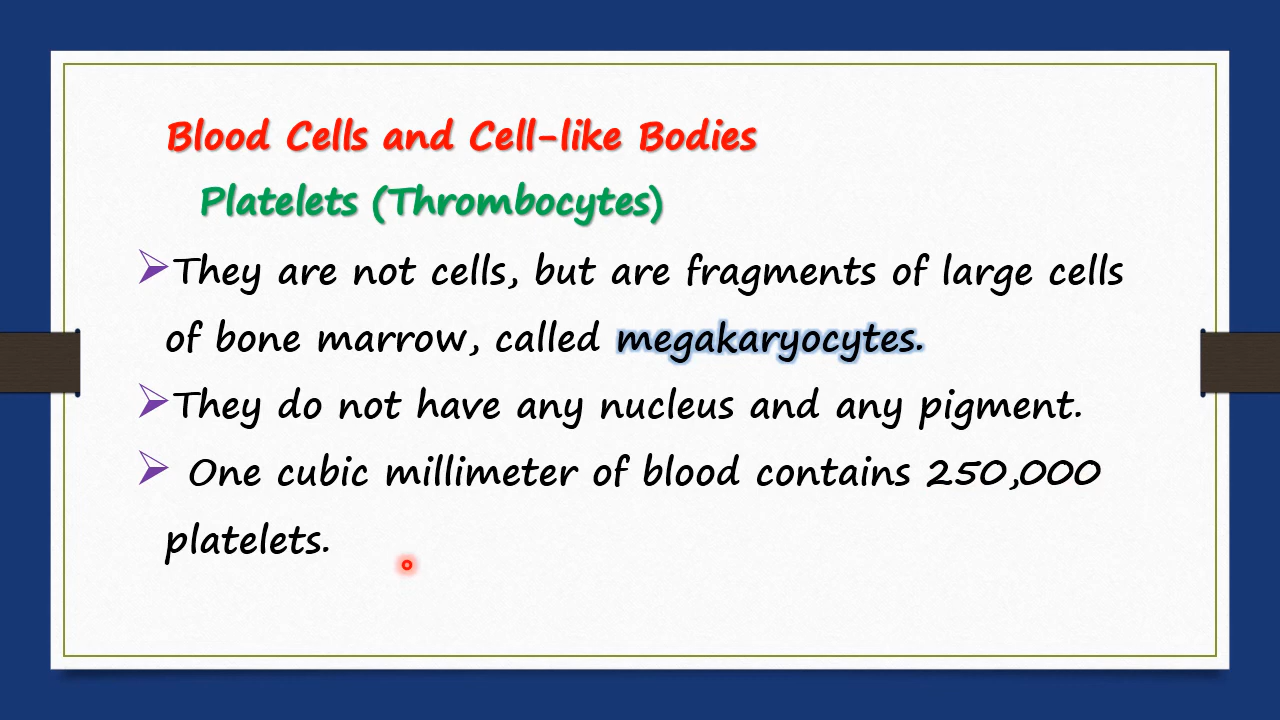 Blood Cells and Cell-like Bodies
Platelets (Thrombocytes)
They are not cells, but are fragments of large cells
of bone marrow, called megakaryocytes.
They do not have any nucleus and any pigment.
One cubic millimeter of blood contains 250,000
platelets.